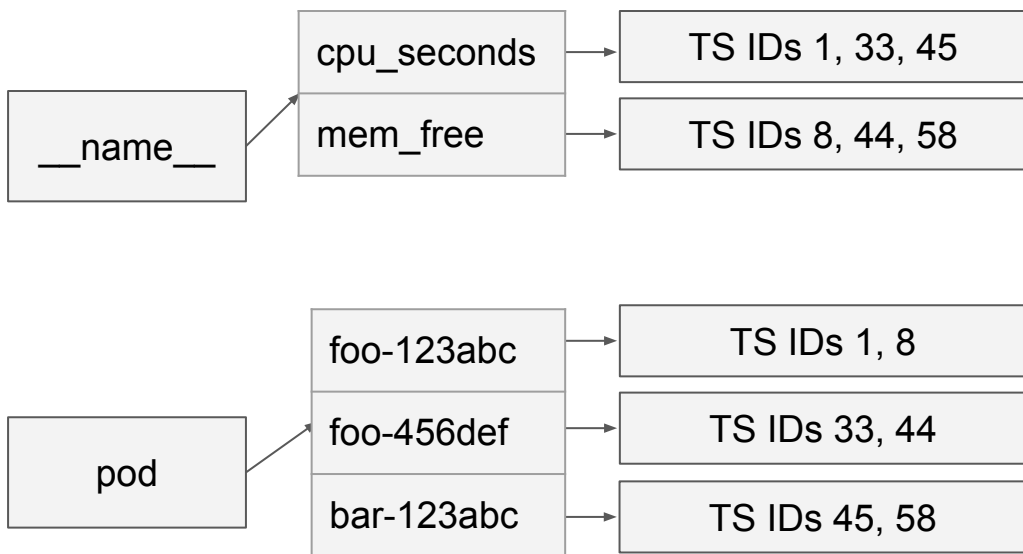 __name__
cpu_seconds
TS IDs 1, 33, 45
mem_free
TS IDs 8, 44, 58
pod
foo-123abc
TS IDs 1, 8
foo-456def
TS IDs 33, 44
bar-123abc
TS IDs 45, 58